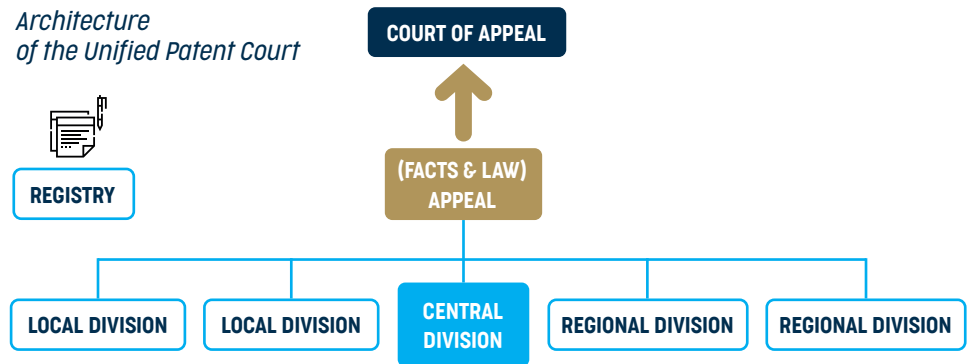 Architecture
of the Unified Patent Court
COURT OF APPEAL
(FACTS & LAW)
APPEAL
REGISTRY
LOCAL DIVISION
LOCAL DIVISION
CENTRAL
DIVISION
REGIONAL DIVISION
REGIONAL DIVISION